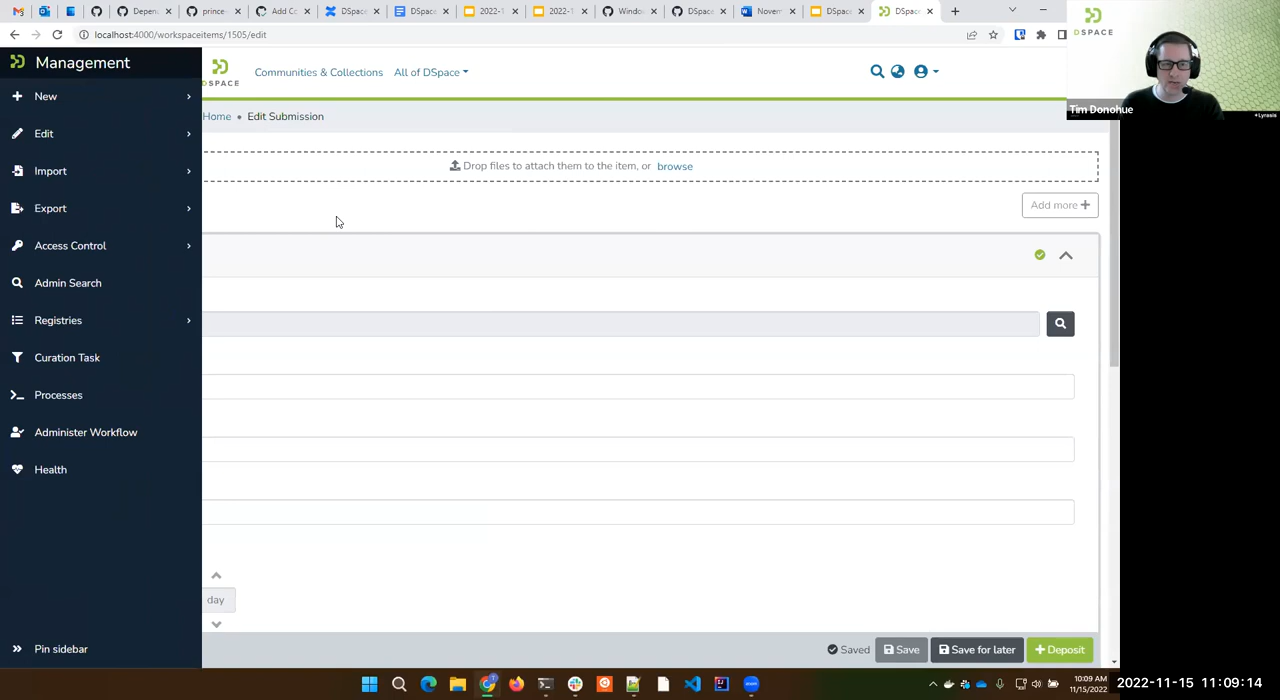 Depen
prince-
Add Co
DSpace
DSpac
2022-1
2022-1
Windo
DSpac
Novem
DSpac
DSpac
localhost:4000/workspaceitems/1505/edit
DSPACE
Tim Donohue
Lyrasis
Management
New
Edit
Import
Export
Access Control
Admin Search
Registries
Curation Task
Processes
Administer Workflow
Health
Pin sidebar
DSPACE
Communities & Collections
All of DSpace
Home • Edit Submission
Drop files to attach them to the item, or browse
Add more
day
Saved
Save
Save for later
Deposit
10:09 AM
11/15/2022
2022-11-15 11:09:14